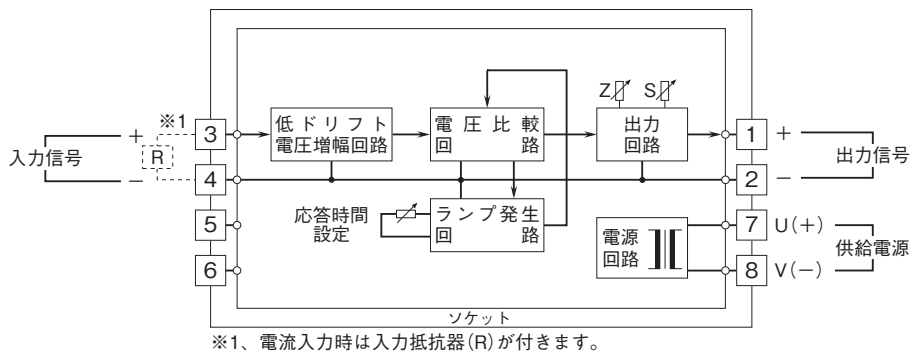 Z S
※1
3
低ドリフト
電圧増幅回路
電圧比較
回路
出力
回路
1 +
入力信号
+
R
−
出力信号
4
2 −
5
応答時間
設定
ランプ発生
回路
電源
回路
7 U(+)
供給電源
6
8 V(−)
ソケット
※1、電流入力時は入力抵抗器(R)が付きます。